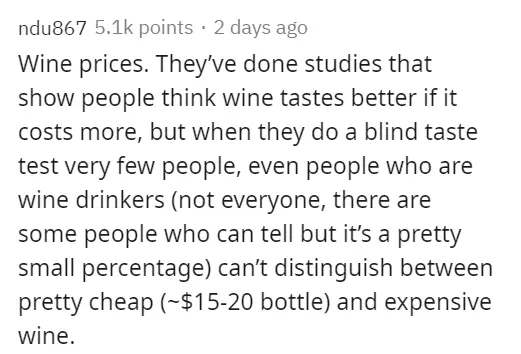 ndu867 5.1k points · 2 days ago
Wine prices. They’ve done studies that
show people think wine tastes better if it
costs more, but when they do a blind taste
test very few people, even people who are
wine drinkers (not everyone, there are
some people who can tell but it’s a pretty
small percentage) can’t distinguish between
pretty cheap (~$15-20 bottle) and expensive
wine.